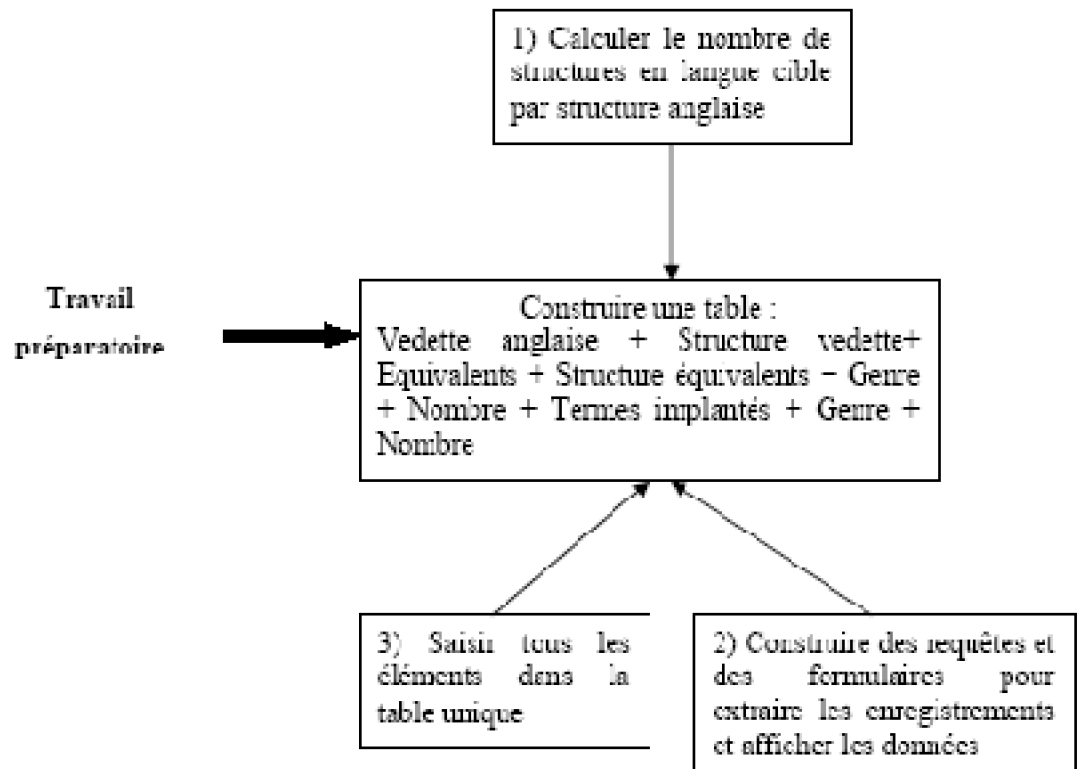 1) Calculer le nombre de
structures en langue cible
par structure anglaise
Travail
préparatoire
Construire une table :
Vedette anglaise + Structure vedette+
Equivalents + Structure équivalents + Genre
+ Nombre + Termes implantés + Genre +
Nombre
3) Saisir tous les
éléments dans la
table unique
2) Construire des requêtes et
des formulaires pour
extraire les enregistrements
et afficher les données